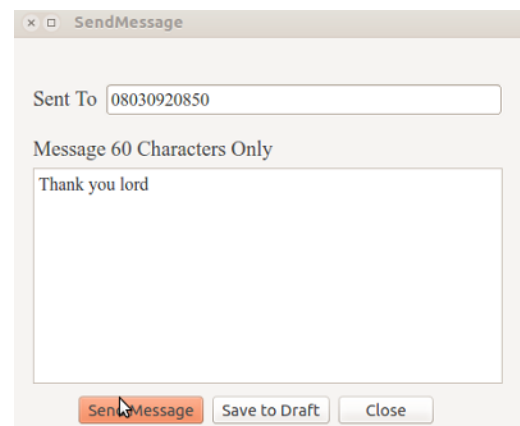 SendMessage
Sent To 08030920850
Message 60 Characters Only
Thank you lord
Send Message Save to Draft Close